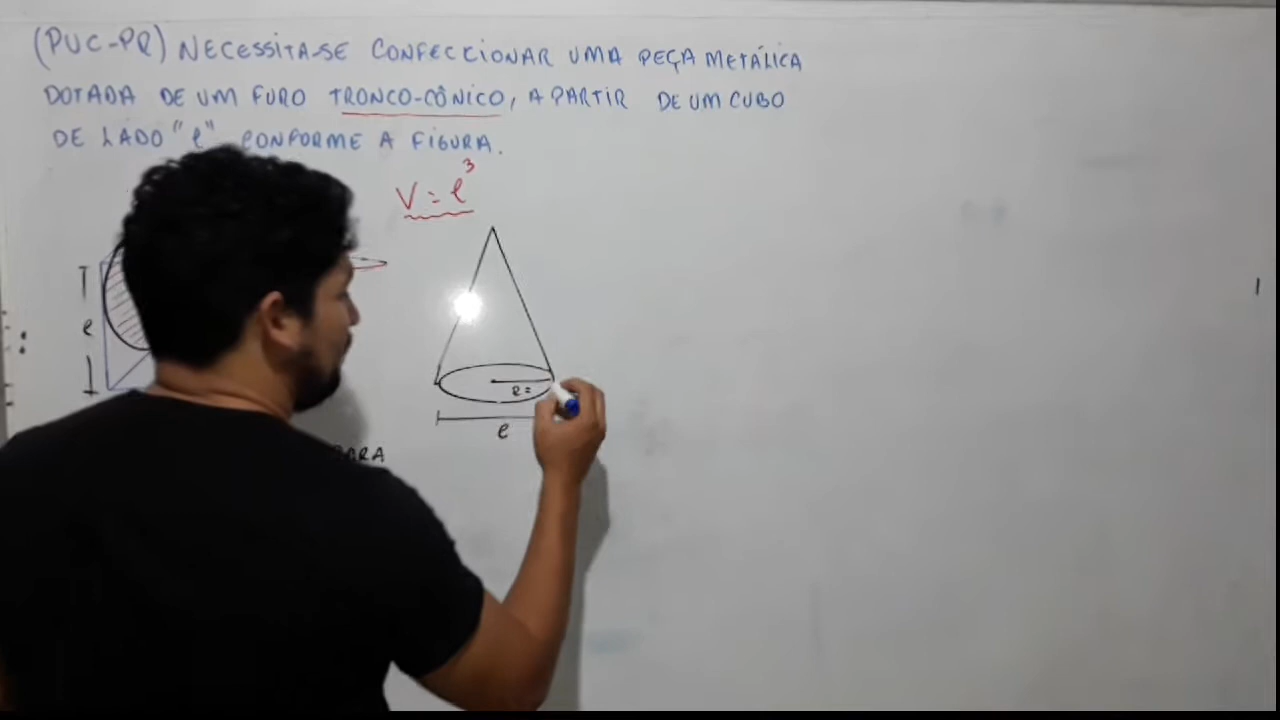 (PUC-PR) NECESSITA-SE CONFECCIONAR UMA PEÇA METÁLICA
DOTADA DE UM FURO TRONCO-CÔNICO, A PARTIR DE UM CUBO
DE LADO "ℓ" CONFORME A FIGURA.
V = ℓ³
ℓ
R =
ℓ